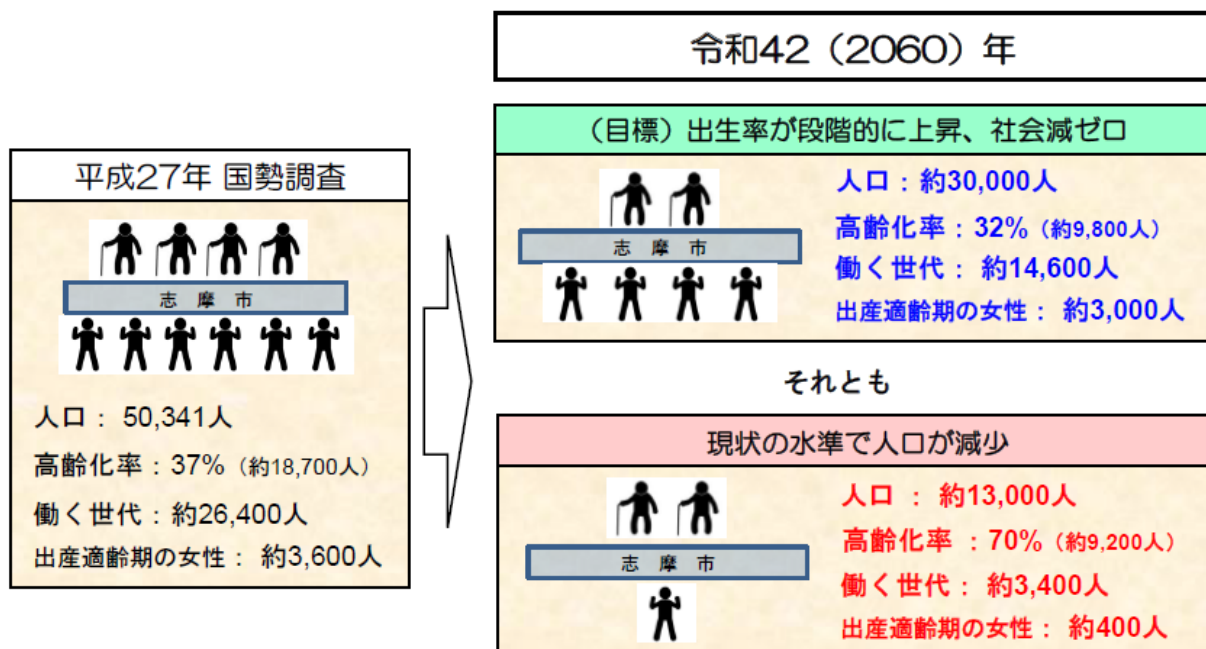 令和42（2060）年
平成27年 国勢調査
志摩市
人口： 50,341人
高齢化率：37%（約18,700人）
働く世代：約26,400人
出産適齢期の女性： 約3,600人
（目標）出生率が段階的に上昇、社会減ゼロ
志摩市
人口：約30,000人
高齢化率：32%（約9,800人）
働く世代：約14,600人
出産適齢期の女性： 約3,000人
それとも
現状の水準で人口が減少
志摩市
人口 ： 約13,000人
高齢化率 ：70%（約9,200人）
働く世代： 約3,400人
出産適齢期の女性： 約400人